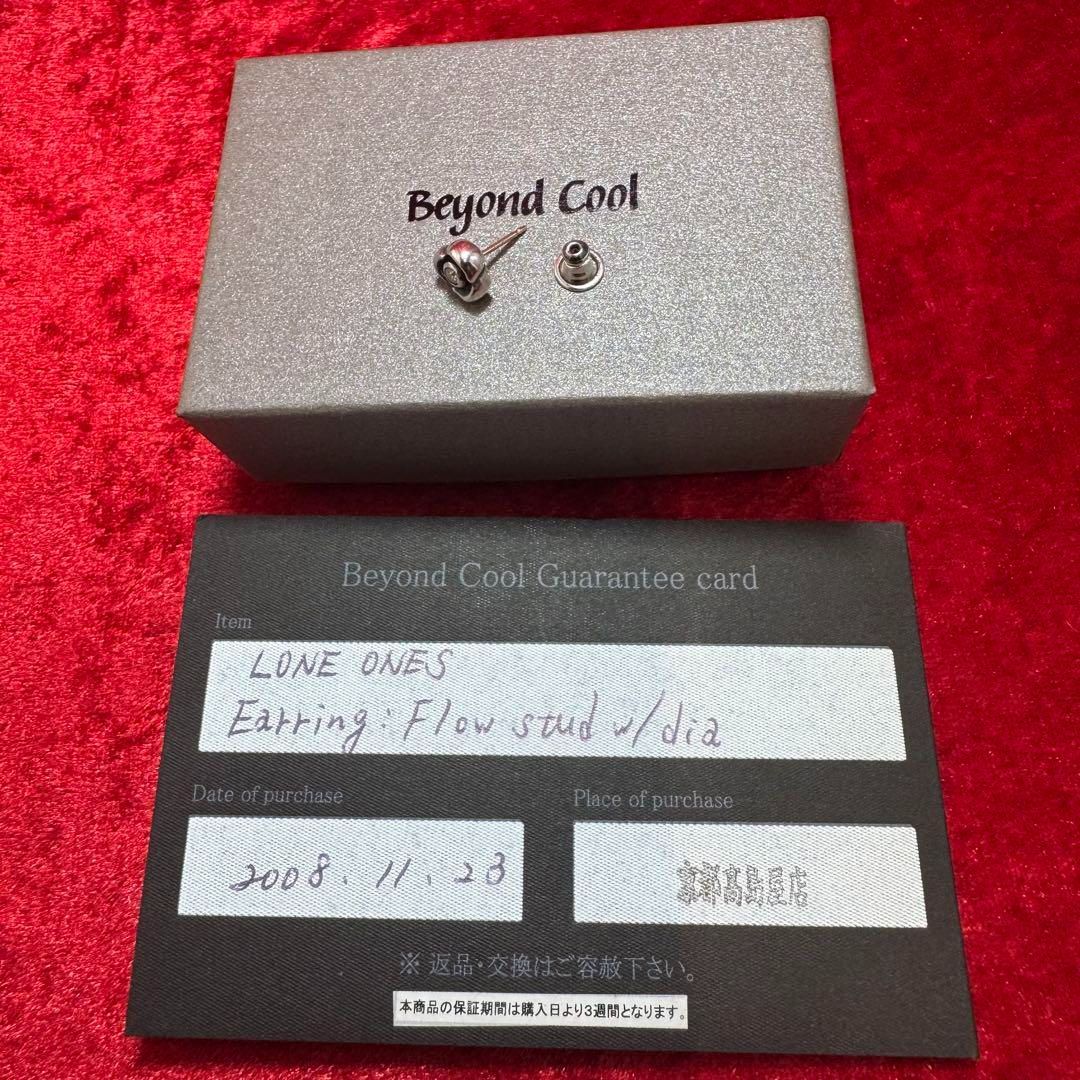 Beyond Cool
Beyond Cool Guarantee card
Item
LONE ONES
Earring: Flow stud w/dia
Date of purchase
Place of purchase
2008. 11. 23
京都高島屋店
※ 返品・交換はご容赦下さい。
本商品の保証期間は購入日より3週間となります。